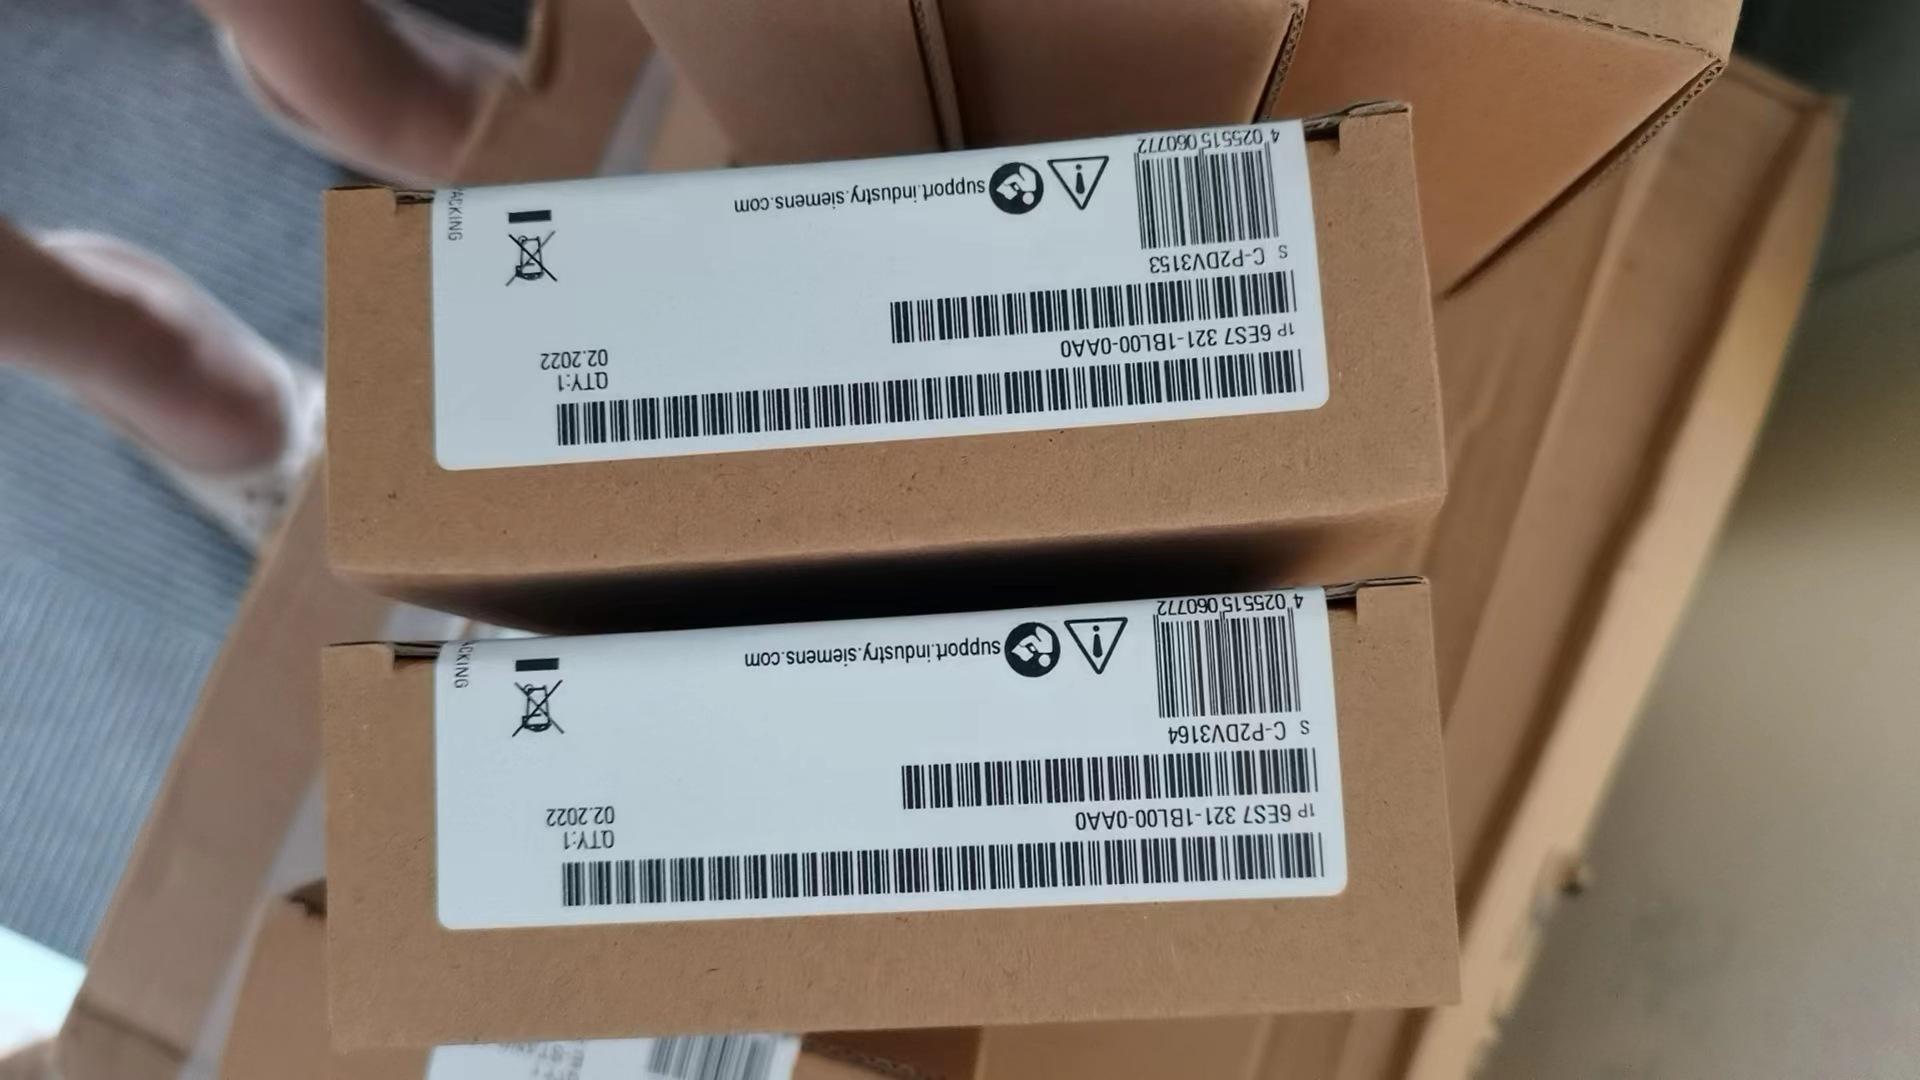 4 025515 060772
support.industry.siemens.com
S C-P2DV3153
1P 6ES7 321-1BL00-0AA0
02.2022
QTY:1
4 025515 060772
support.industry.siemens.com
S C-P2DV3164
1P 6ES7 321-1BL00-0AA0
02.2022
QTY:1